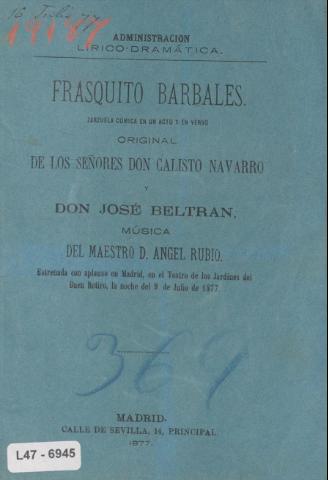 16 Julio 77
ADMINISTRACIÓN
LÍRICO-DRAMÁTICA.
FRASQUITO BARBALES.
ZARZUELA CÓMICA EN UN ACTO Y EN VERSO
ORIGINAL
DE LOS SEÑORES DON CALISTO NAVARRO
Y
DON JOSÉ BELTRAN,
MÚSICA
DEL MAESTRO D. ANGEL RUBIO.
Estrenada con aplauso en Madrid, en el Teatro de los Jardines del
Buen Retiro, la noche del 9 de Julio de 1877.
369
MADRID.
CALLE DE SEVILLA, 14, PRINCIPAL.
1877.
L47 - 6945